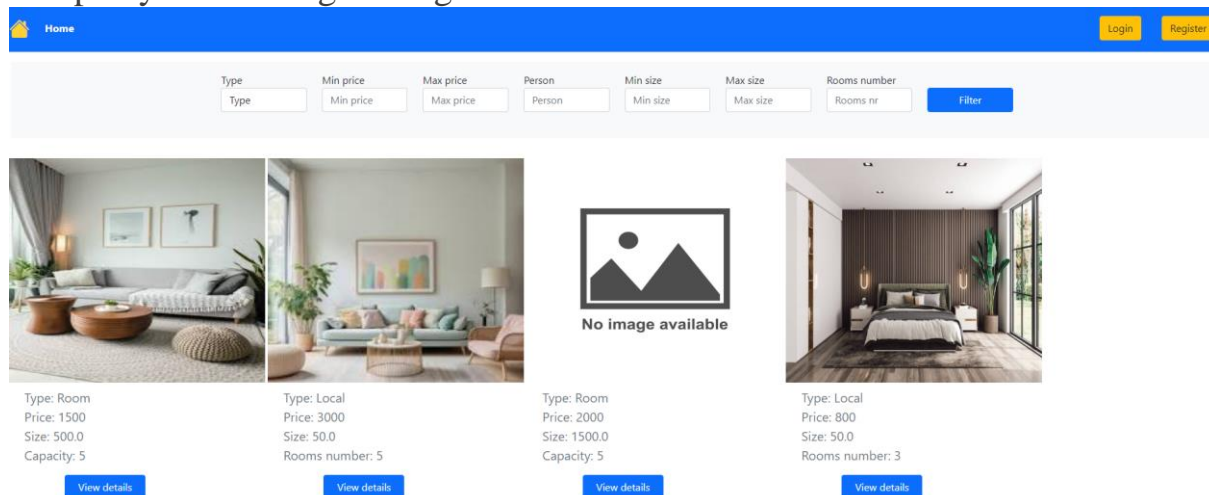 Home Login Register
Type Min price Max price Person Min size Max size Rooms number
Type Min price Max price Person Min size Max size Rooms nr Filter
No image available
Type: Room Type: Local Type: Room Type: Local
Price: 1500 Price: 3000 Price: 2000 Price: 800
Size: 500.0 Size: 50.0 Size: 1500.0 Size: 50.0
Capacity: 5 Rooms number: 5 Capacity: 5 Rooms number: 3
View details View details View details View details